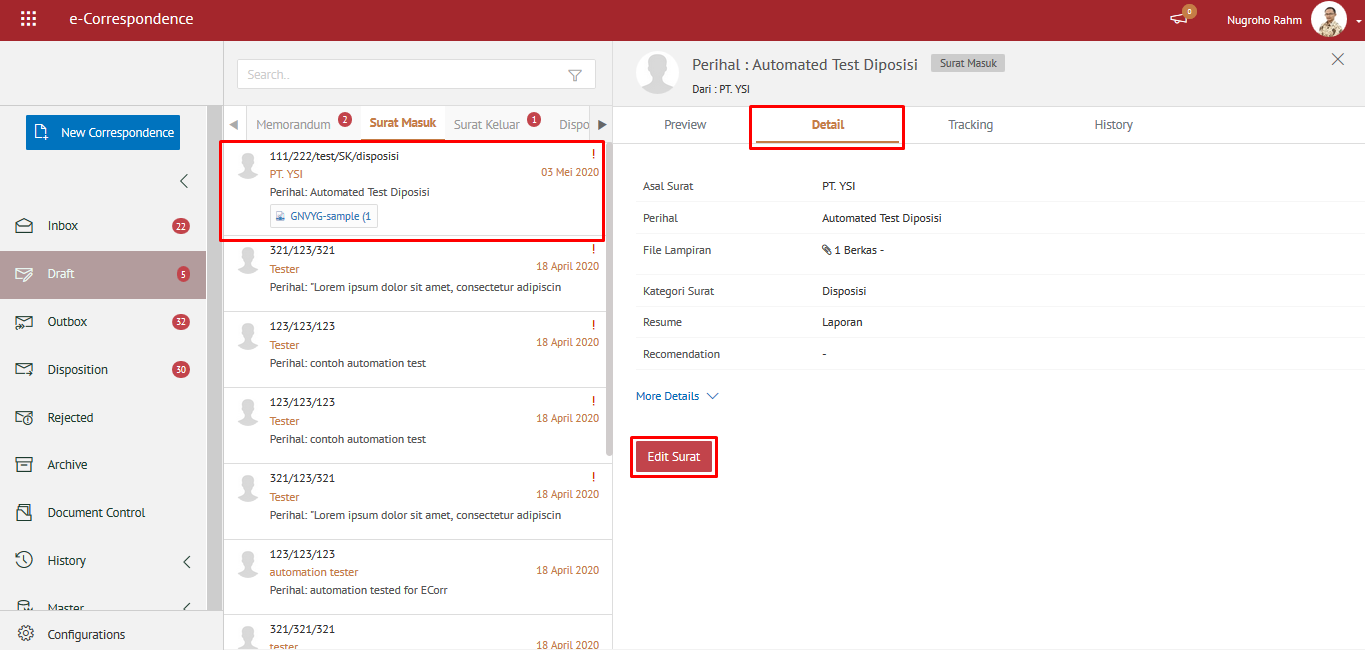 e-Correspondence
0
Nugroho Rahm
New Correspondence
Inbox 22
Draft 5
Outbox 32
Disposition 30
Rejected
Archive
Document Control
History
Master
Configurations
Search..
Memorandum 2 Surat Masuk Surat Keluar 1 Dispo
111/222/test/SK/disposisi !
PT. YSI 03 Mei 2020
Perihal: Automated Test Diposisi
GNVYG-sample (1
321/123/321 !
Tester 18 April 2020
Perihal: "Lorem ipsum dolor sit amet, consectetur adipiscin
123/123/123 !
Tester 18 April 2020
Perihal: contoh automation test
123/123/123 !
Tester 18 April 2020
Perihal: contoh automation test
321/123/321 !
Tester 18 April 2020
Perihal: "Lorem ipsum dolor sit amet, consectetur adipiscin
123/123/123
automation tester 18 April 2020
Perihal: automation tested for ECorr
321/321/321
tester 18 April 2020
Perihal : Automated Test Diposisi Surat Masuk
Dari : PT. YSI
Preview Detail Tracking History
Asal Surat PT. YSI
Perihal Automated Test Diposisi
File Lampiran 1 Berkas -
Kategori Surat Disposisi
Resume Laporan
Recomendation -
More Details
Edit Surat